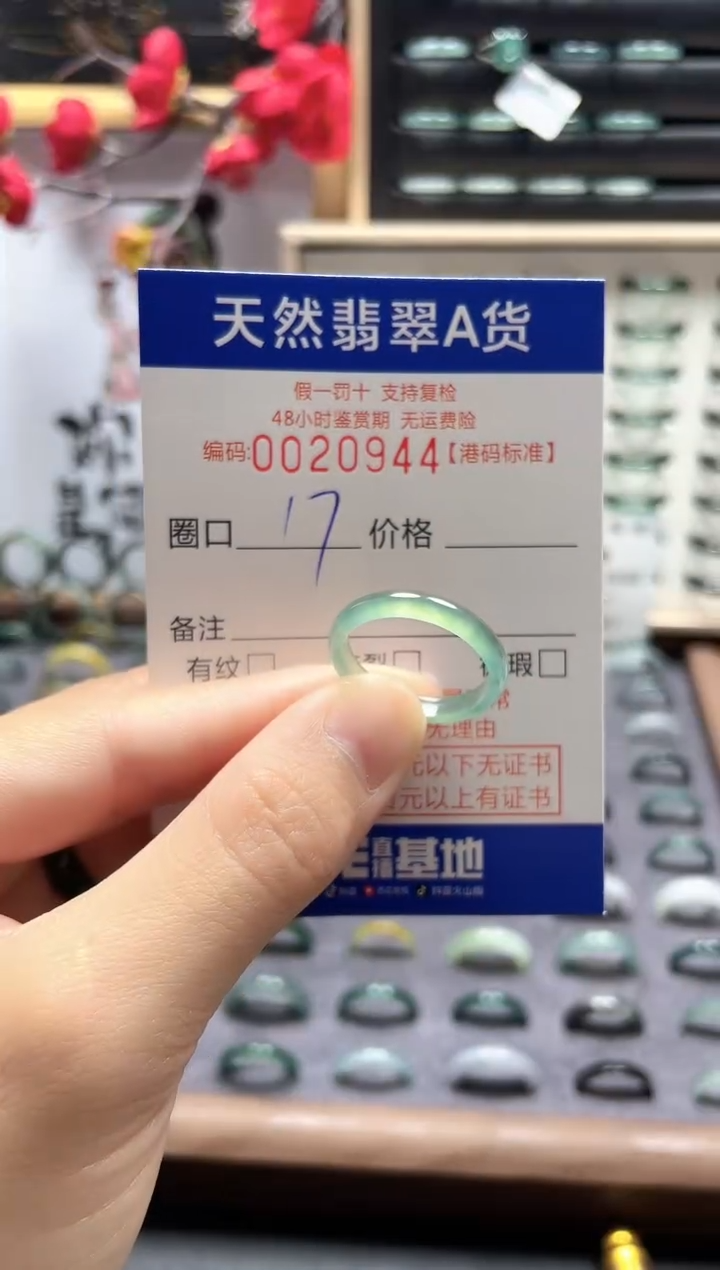 天然翡翠A货
假一罚十 支持复检
48小时鉴赏期 无运费险
编码:0020944【港码标准】
圈口 17 价格
备注
有纹 裂 瑕
无理由
元以下无证书
元以上有证书
直播基地